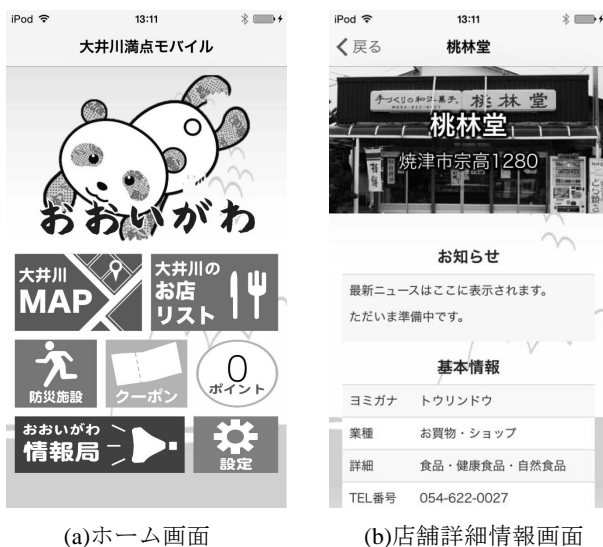 iPod 13:11
大井川満点モバイル
おおいがわ
大井川
MAP
大井川の
お店
リスト
防災施設
クーポン
0
ポイント
おおいがわ
情報局
設定
(a)ホーム画面
iPod 13:11
戻る 桃林堂
手づくりの和洋菓子 桃林堂
桃林堂
焼津市宗高1280
お知らせ
最新ニュースはここに表示されます。
ただいま準備中です。
基本情報
ヨミガナ トウリンドウ
業種 お買物・ショップ
詳細 食品・健康食品・自然食品
TEL番号 054-622-0027
(b)店舗詳細情報画面